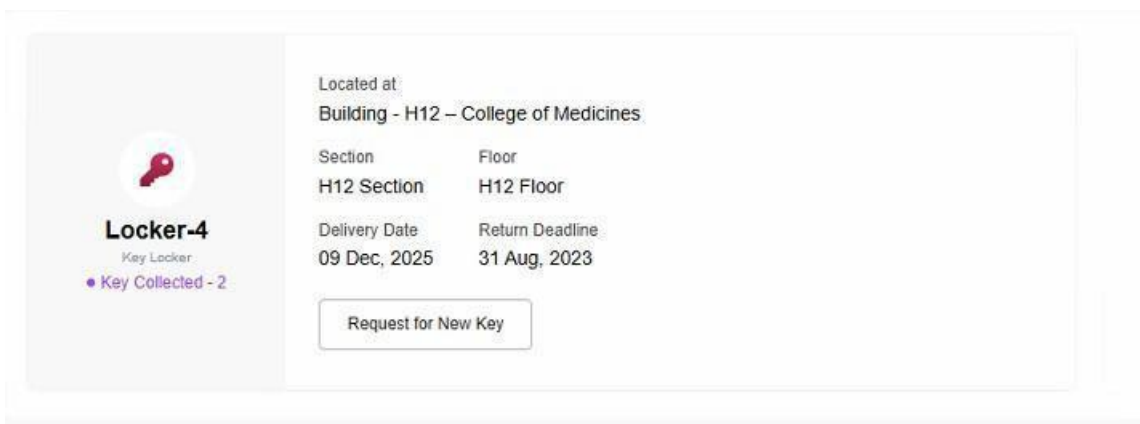 Locker-4
Key Locker
• Key Collected - 2
Located at
Building - H12 – College of Medicines
Section Floor
H12 Section H12 Floor
Delivery Date Return Deadline
09 Dec, 2025 31 Aug, 2023
Request for New Key